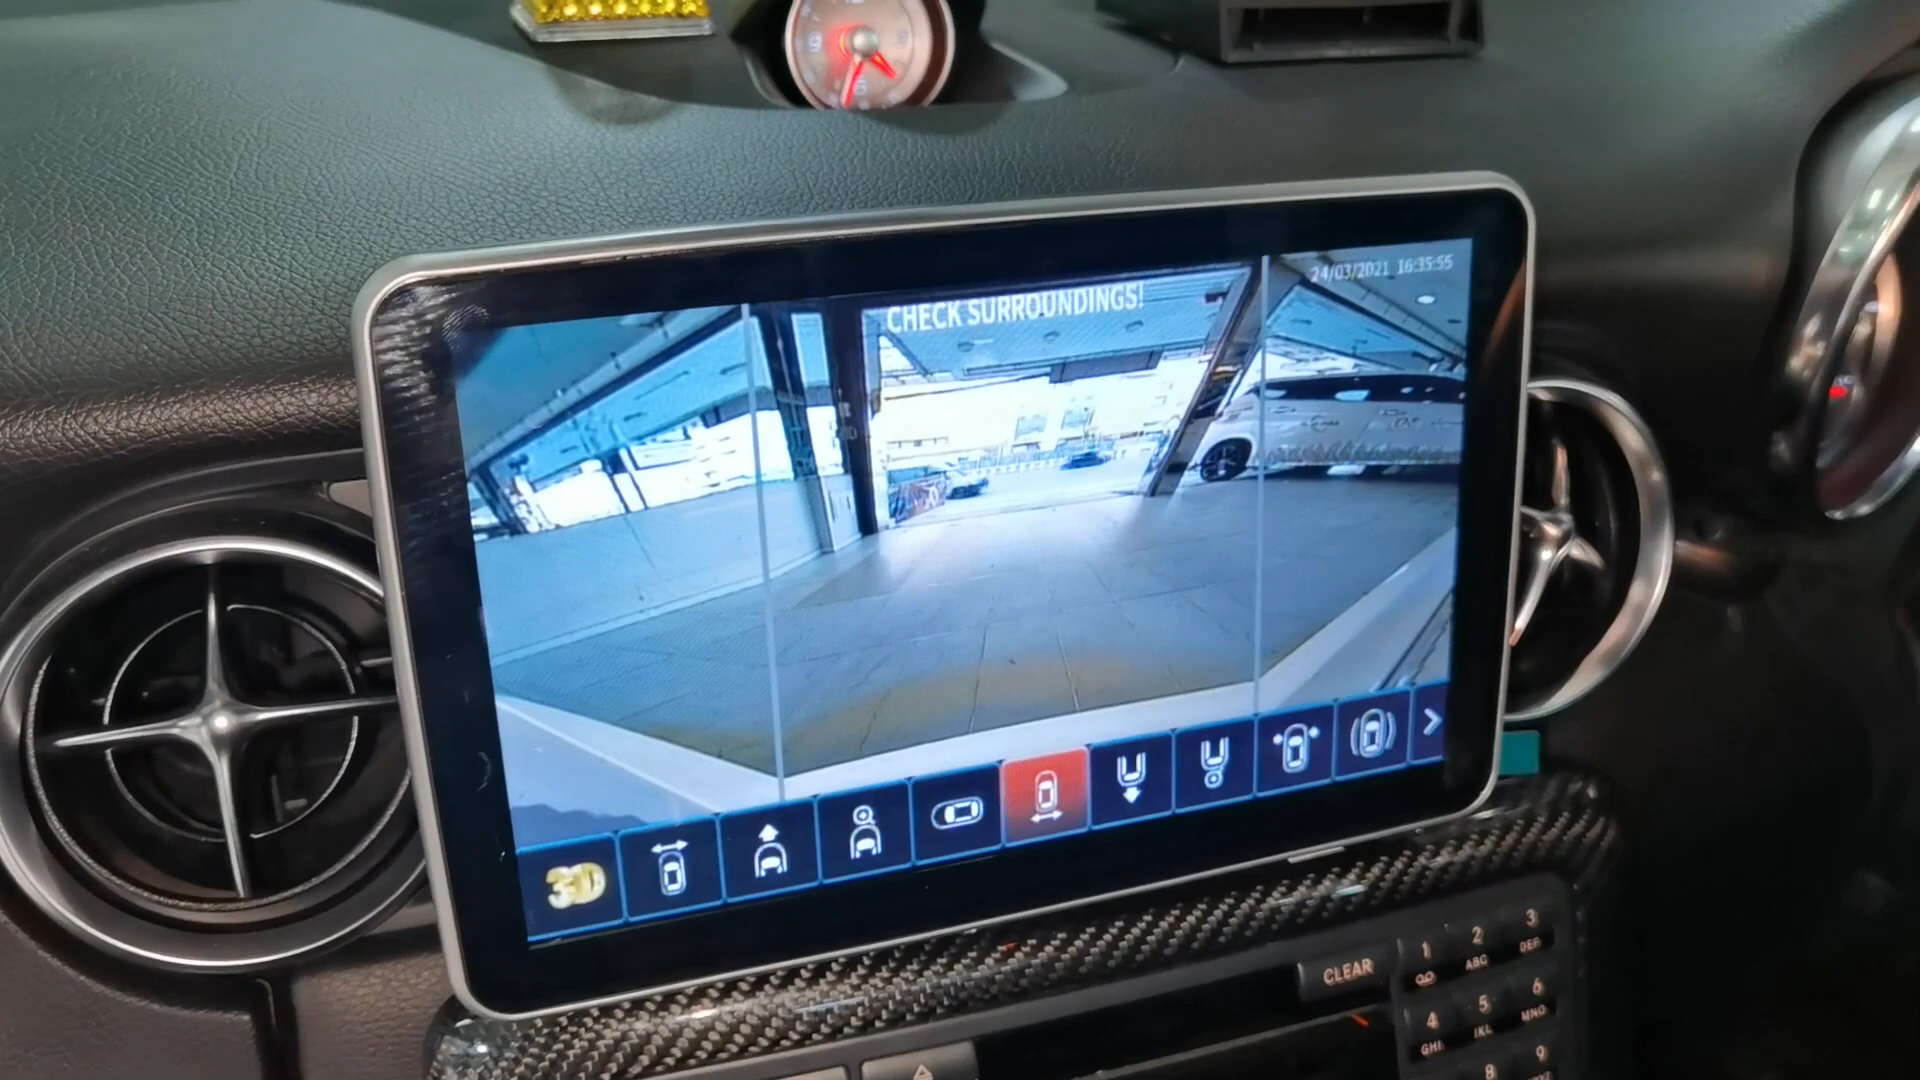 24/03/2021 16:35:55
CHECK SURROUNDINGS!
3D
CLEAR
1
2 ABC
3 DEF
4 GHI
5 JKL
6 MNO
8
9